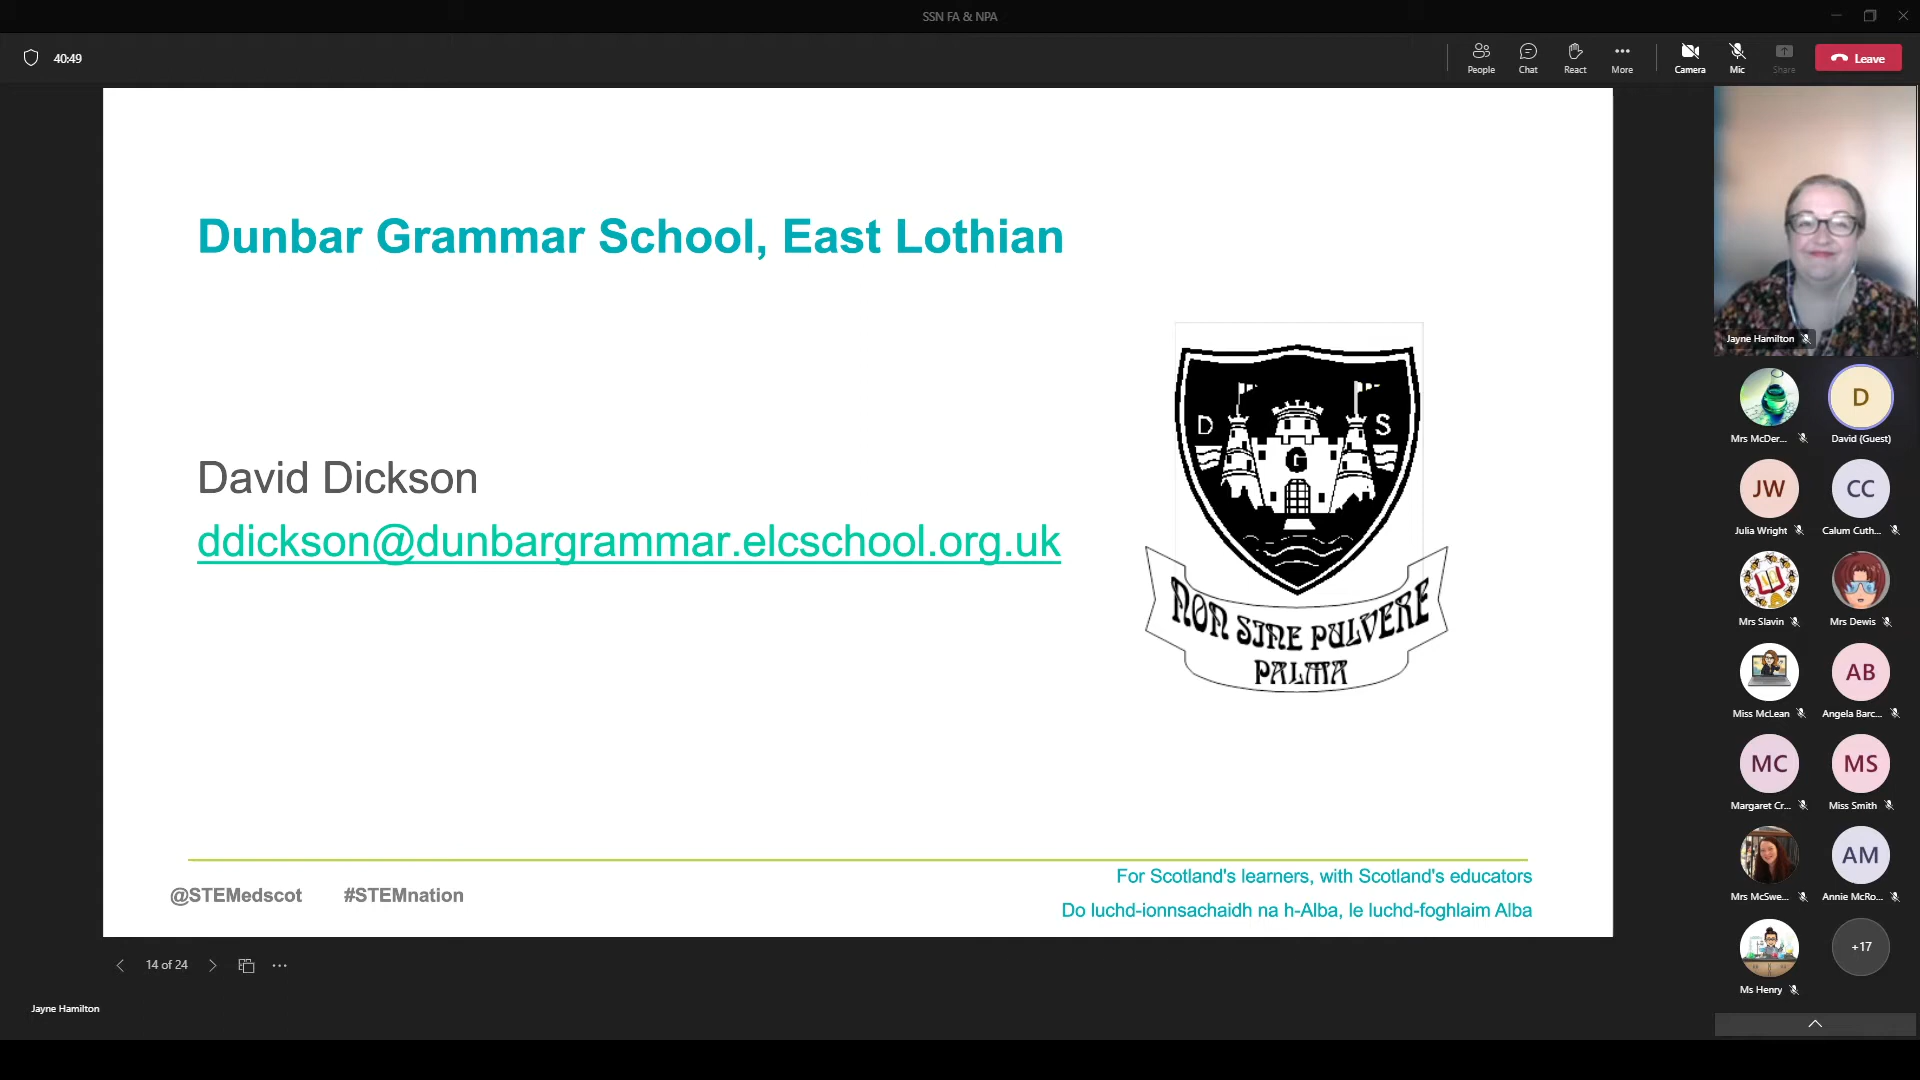 SSN FA & NPA
40:49
People
Chat
React
More
Camera
Mic
Share
Leave
Dunbar Grammar School, East Lothian
David Dickson
ddickson@dunbargrammar.elcschool.org.uk
D S
G
NON SINE PULVERE
PALMA
@STEMedscot #STEMnation
For Scotland's learners, with Scotland's educators
Do luchd-ionnsachaidh na h-Alba, le luchd-foghlaim Alba
14 of 24
Jayne Hamilton
Jayne Hamilton
Mrs McDer...
D
David (Guest)
JW
Julia Wright
CC
Calum Cuth...
Mrs Slavin
Mrs Dewis
Miss McLean
AB
Angela Barc...
MC
Margaret Cr...
MS
Miss Smith
Mrs McSwe...
AM
Annie McRo...
Ms Henry
+17